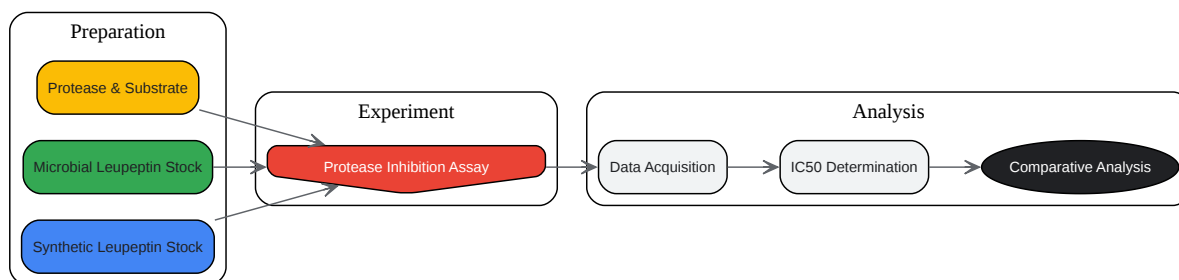 Preparation
Protease & Substrate
Microbial Leupeptin Stock
Synthetic Leupeptin Stock
Experiment
Protease Inhibition Assay
Analysis
Data Acquisition
IC50 Determination
Comparative Analysis